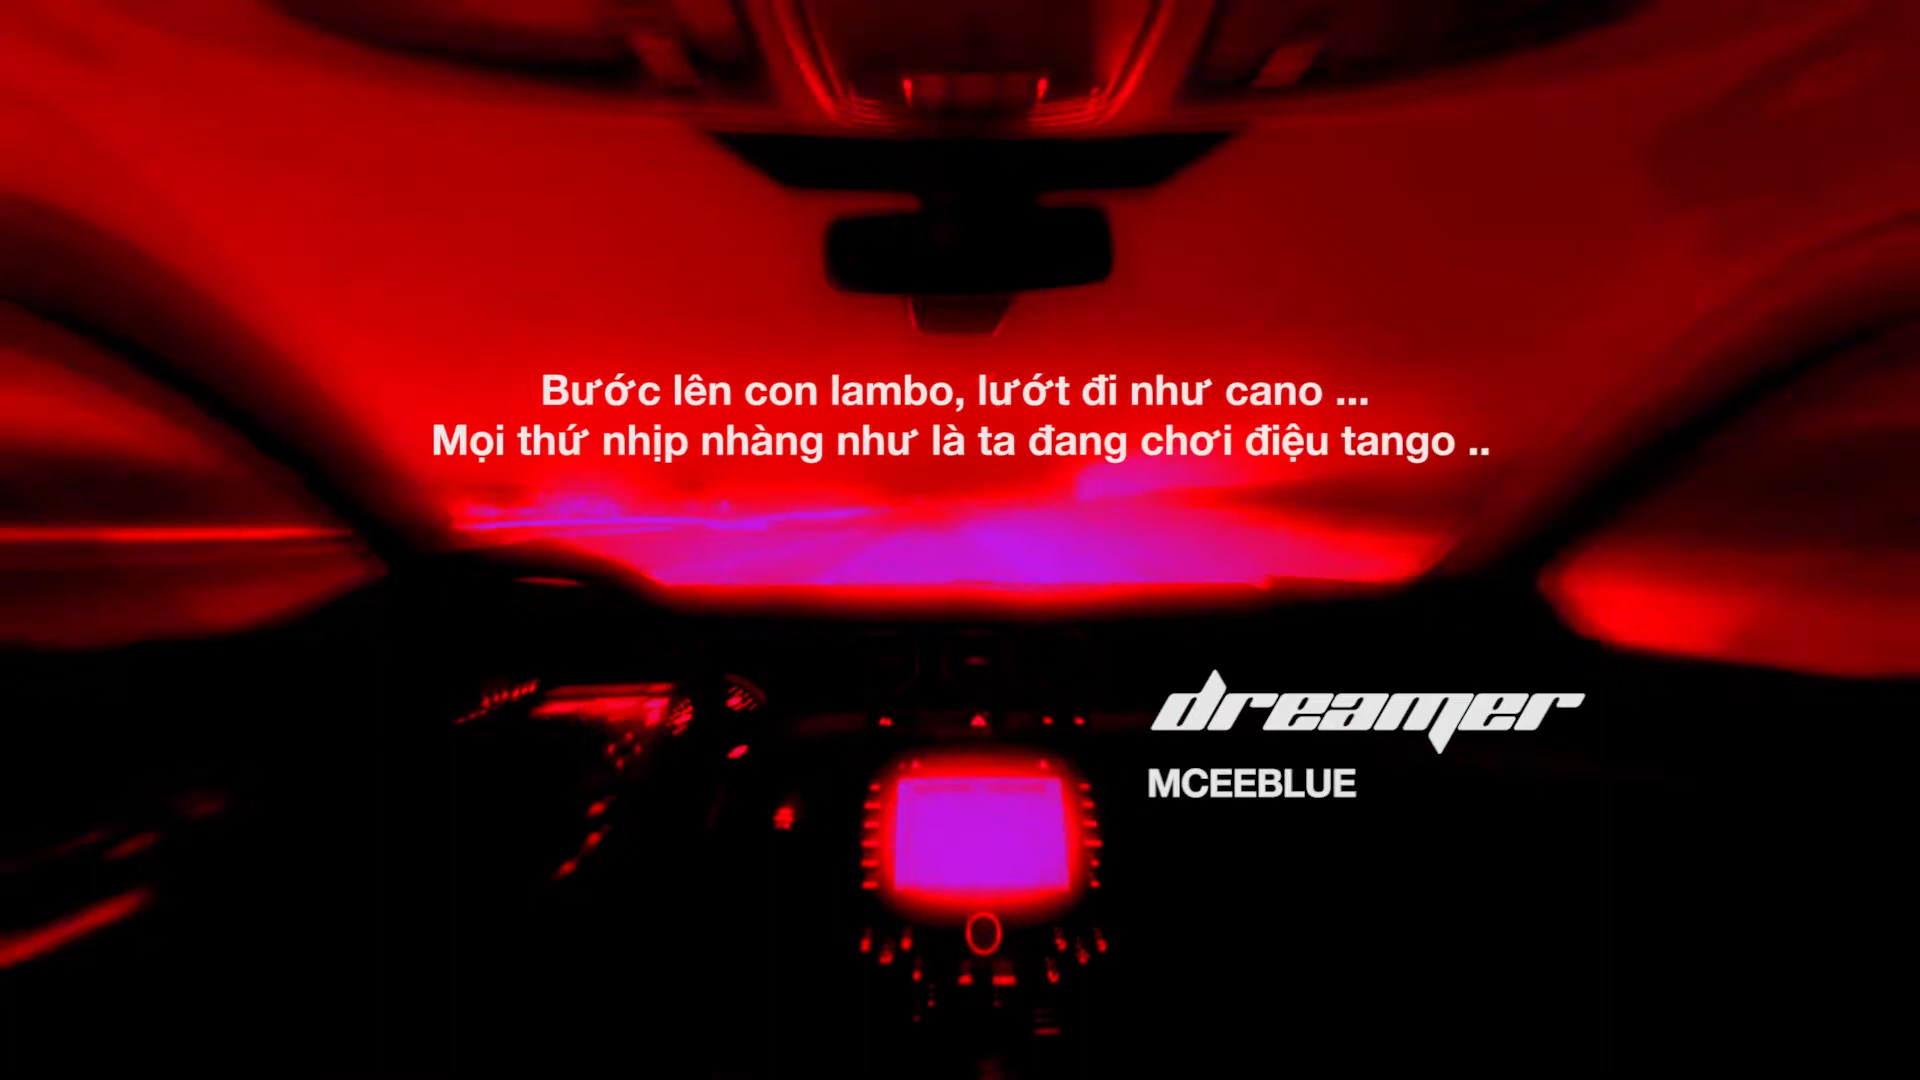 Bước lên con lambo, lướt đi như cano ...
Mọi thứ nhịp nhàng như là ta đang chơi điệu tango ..
dreamer
MCEEBLUE